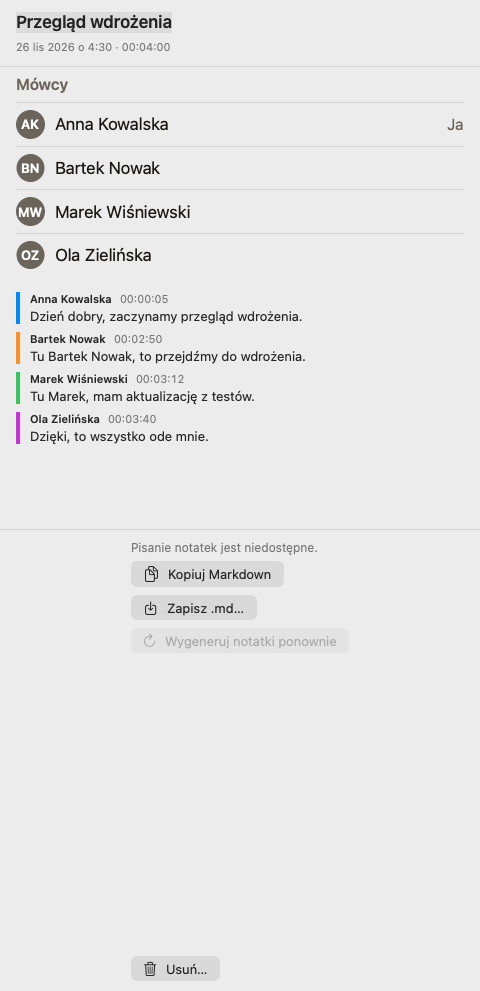 Przegląd wdrożenia
26 lis 2026 o 4:30 · 00:04:00
Mówcy
AK Anna Kowalska Ja
BN Bartek Nowak
MW Marek Wiśniewski
OZ Ola Zielińska
Anna Kowalska 00:00:05
Dzień dobry, zaczynamy przegląd wdrożenia.
Bartek Nowak 00:02:50
Tu Bartek Nowak, to przejdźmy do wdrożenia.
Marek Wiśniewski 00:03:12
Tu Marek, mam aktualizację z testów.
Ola Zielińska 00:03:40
Dzięki, to wszystko ode mnie.
Pisanie notatek jest niedostępne.
Kopiuj Markdown
Zapisz .md...
Wygeneruj notatki ponownie
Usuń...